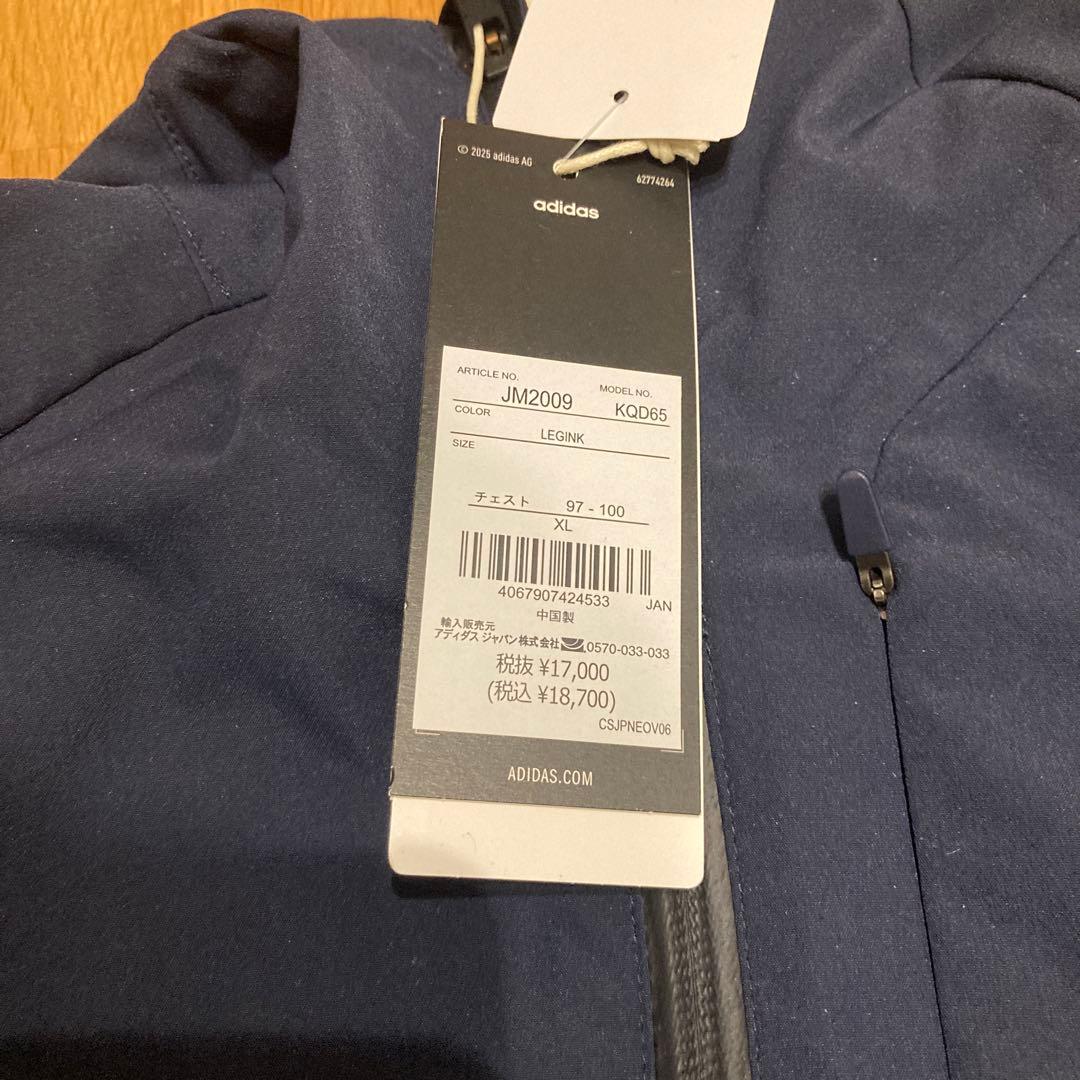 © 2025 adidas AG
62774264
adidas
ARTICLE NO. JM2009 MODEL NO. KQD65
COLOR LEGINK
SIZE
チェスト 97 - 100
XL
4067907424533 JAN
中国製
輸入販売元
アディダス ジャパン株式会社 0570-033-033
税抜 ¥17,000
(税込 ¥18,700)
CSJPNEOV06
ADIDAS.COM